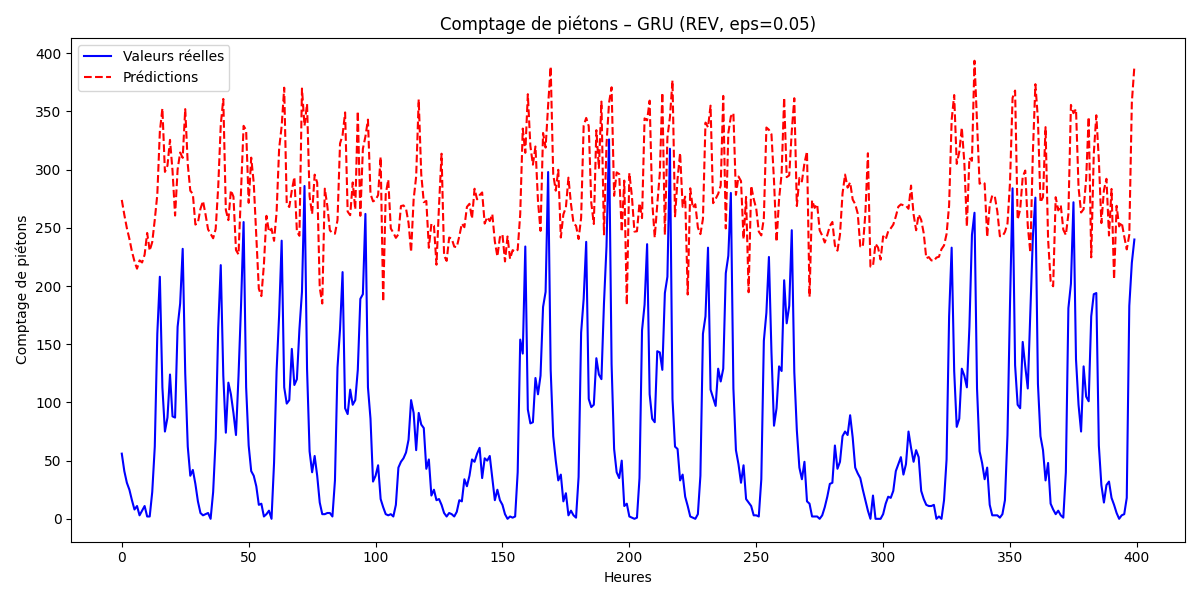 Comptage de piétons – GRU (REV, eps=0.05)
Valeurs réelles
Prédictions
Comptage de piétons
400
350
300
250
200
150
100
50
0
0 50 100 150 200 250 300 350 400
Heures